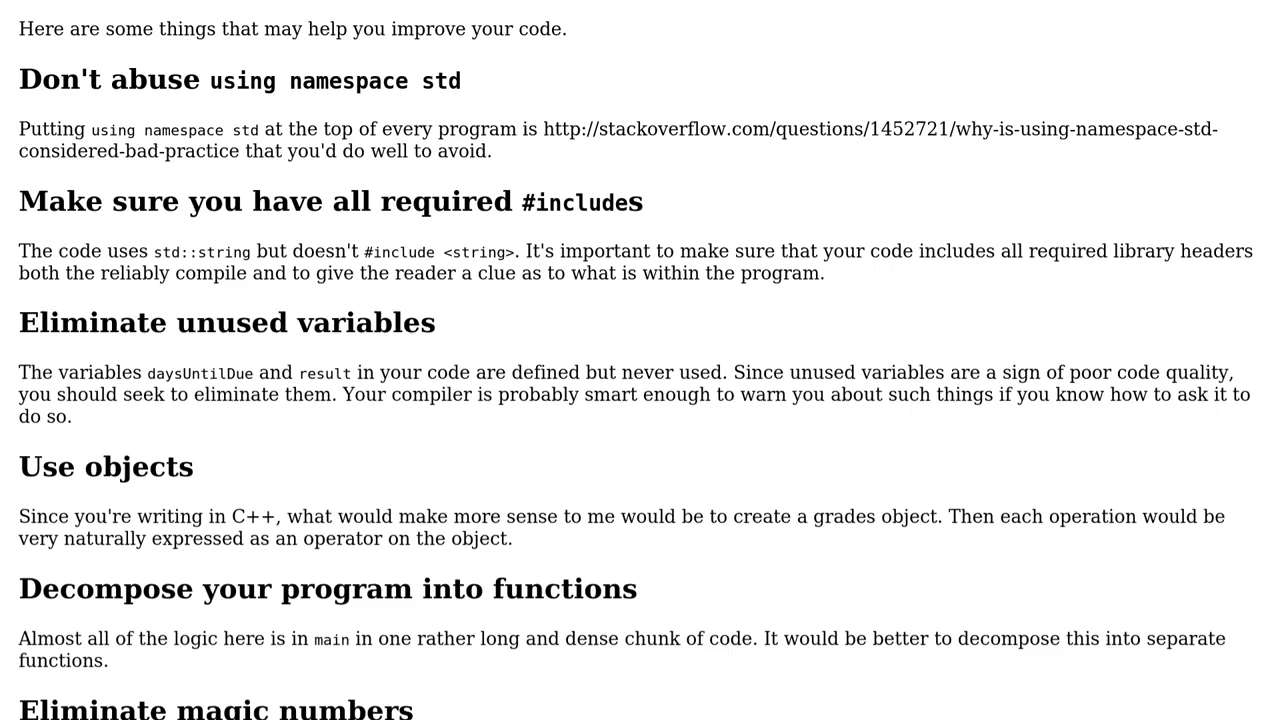 Here are some things that may help you improve your code.
Don't abuse using namespace std
Putting using namespace std at the top of every program is http://stackoverflow.com/questions/1452721/why-is-using-namespace-std-
considered-bad-practice that you'd do well to avoid.
Make sure you have all required #includes
The code uses std::string but doesn't #include <string>. It's important to make sure that your code includes all required library headers
both the reliably compile and to give the reader a clue as to what is within the program.
Eliminate unused variables
The variables daysUntilDue and result in your code are defined but never used. Since unused variables are a sign of poor code quality,
you should seek to eliminate them. Your compiler is probably smart enough to warn you about such things if you know how to ask it to
do so.
Use objects
Since you're writing in C++, what would make more sense to me would be to create a grades object. Then each operation would be
very naturally expressed as an operator on the object.
Decompose your program into functions
Almost all of the logic here is in main in one rather long and dense chunk of code. It would be better to decompose this into separate
functions.
Eliminate magic numbers